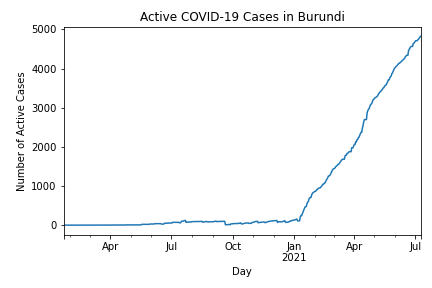 Active COVID-19 Cases in Burundi
5000
4000
3000
2000
1000
0
Number of Active Cases
Apr
Jul
Oct
Jan
2021
Apr
Jul
Day